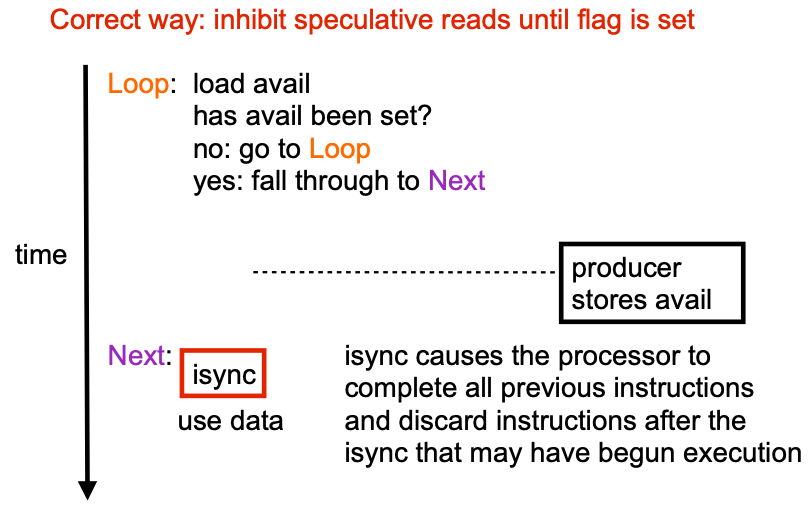 Correct way: inhibit speculative reads until flag is set
Loop: load avail
has avail been set?
no: go to Loop
yes: fall through to Next
time
producer
stores avail
Next: isync
use data
isync causes the processor to
complete all previous instructions
and discard instructions after the
isync that may have begun execution